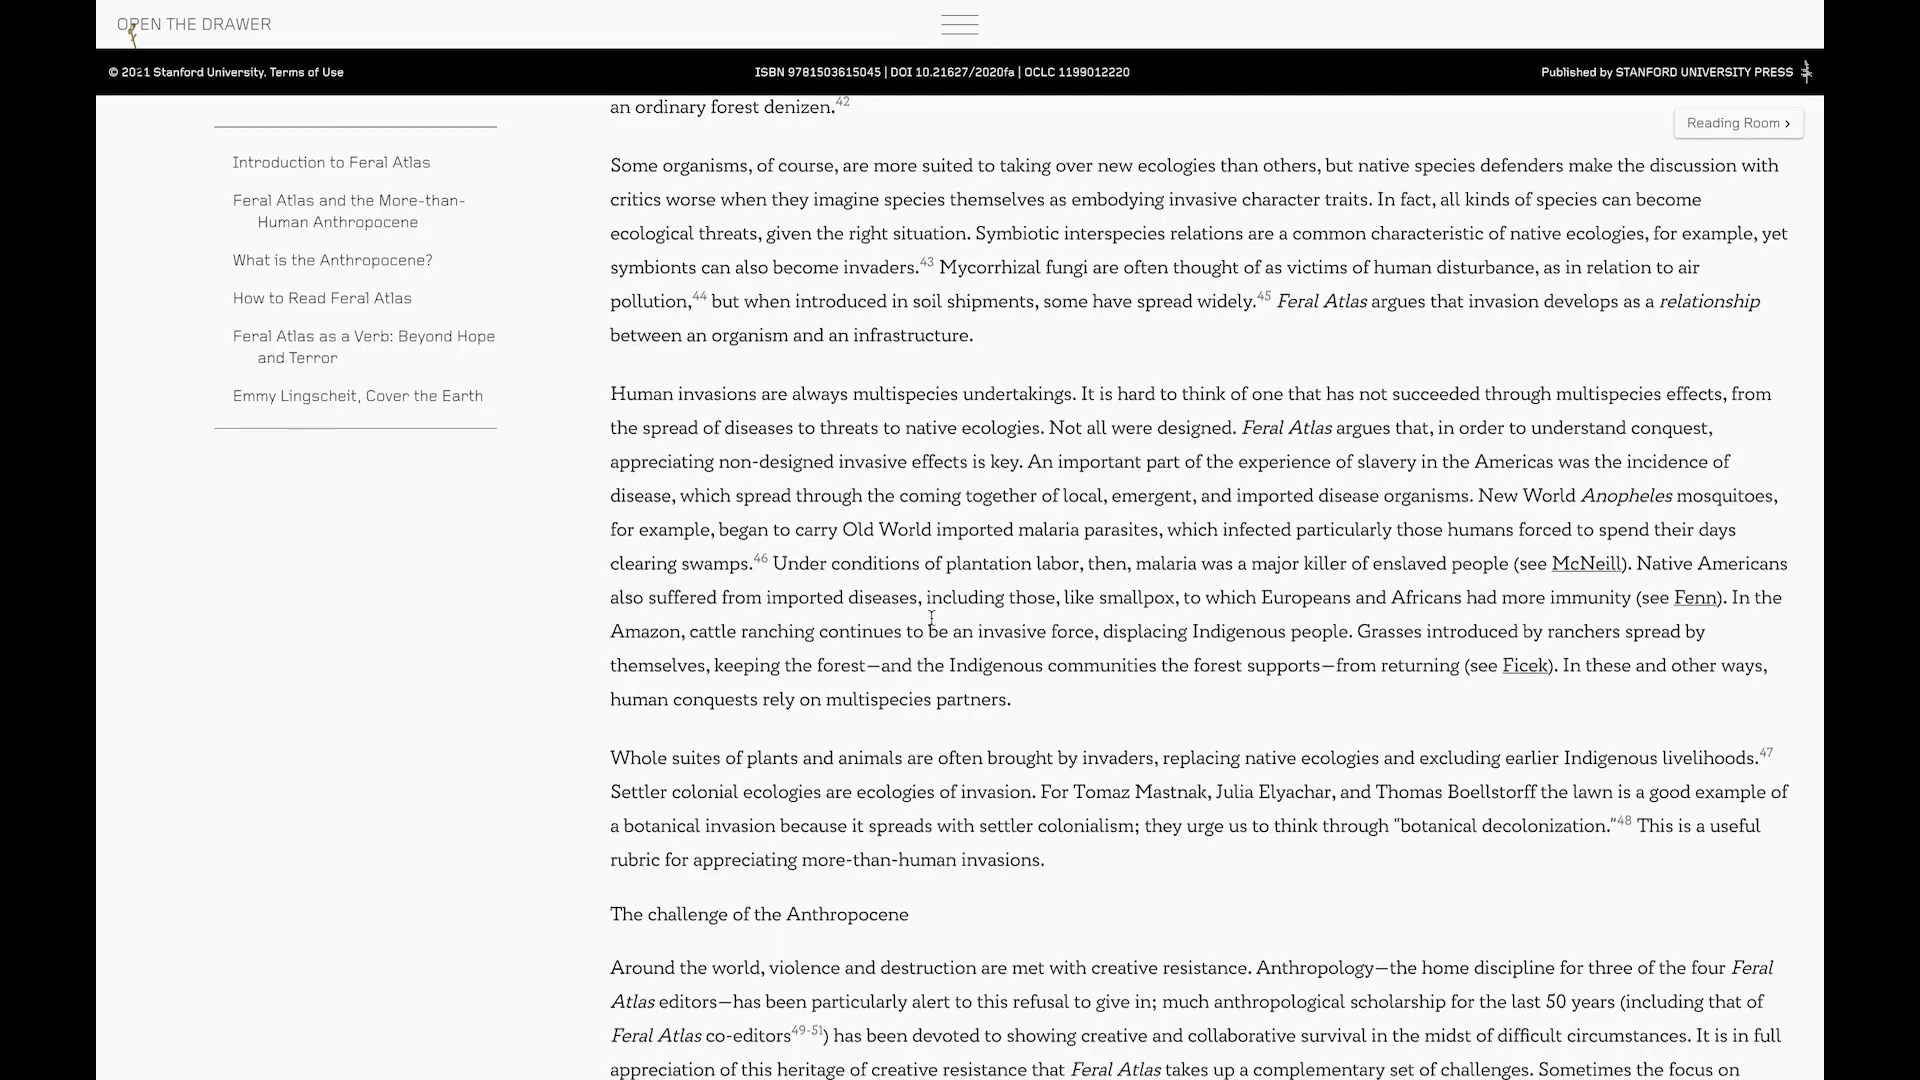 OPEN THE DRAWER
© 2021 Stanford University. Terms of Use
ISBN 9781503615045 | DOI 10.21627/2020fa | OCLC 1199012220
Published by STANFORD UNIVERSITY PRESS
Reading Room ›
Introduction to Feral Atlas
Feral Atlas and the More-than-
Human Anthropocene
What is the Anthropocene?
How to Read Feral Atlas
Feral Atlas as a Verb: Beyond Hope
and Terror
Emmy Lingscheit, Cover the Earth
an ordinary forest denizen.42
Some organisms, of course, are more suited to taking over new ecologies than others, but native species defenders make the discussion with
critics worse when they imagine species themselves as embodying invasive character traits. In fact, all kinds of species can become
ecological threats, given the right situation. Symbiotic interspecies relations are a common characteristic of native ecologies, for example, yet
symbionts can also become invaders.43 Mycorrhizal fungi are often thought of as victims of human disturbance, as in relation to air
pollution,44 but when introduced in soil shipments, some have spread widely.45 Feral Atlas argues that invasion develops as a relationship
between an organism and an infrastructure.
Human invasions are always multispecies undertakings. It is hard to think of one that has not succeeded through multispecies effects, from
the spread of diseases to threats to native ecologies. Not all were designed. Feral Atlas argues that, in order to understand conquest,
appreciating non-designed invasive effects is key. An important part of the experience of slavery in the Americas was the incidence of
disease, which spread through the coming together of local, emergent, and imported disease organisms. New World Anopheles mosquitoes,
for example, began to carry Old World imported malaria parasites, which infected particularly those humans forced to spend their days
clearing swamps.46 Under conditions of plantation labor, then, malaria was a major killer of enslaved people (see McNeill). Native Americans
also suffered from imported diseases, including those, like smallpox, to which Europeans and Africans had more immunity (see Fenn). In the
Amazon, cattle ranching continues to be an invasive force, displacing Indigenous people. Grasses introduced by ranchers spread by
themselves, keeping the forest—and the Indigenous communities the forest supports—from returning (see Ficek). In these and other ways,
human conquests rely on multispecies partners.
Whole suites of plants and animals are often brought by invaders, replacing native ecologies and excluding earlier Indigenous livelihoods.47
Settler colonial ecologies are ecologies of invasion. For Tomaz Mastnak, Julia Elyachar, and Thomas Boellstorff the lawn is a good example of
a botanical invasion because it spreads with settler colonialism; they urge us to think through “botanical decolonization.”48 This is a useful
rubric for appreciating more-than-human invasions.
The challenge of the Anthropocene
Around the world, violence and destruction are met with creative resistance. Anthropology—the home discipline for three of the four Feral
Atlas editors—has been particularly alert to this refusal to give in; much anthropological scholarship for the last 50 years (including that of
Feral Atlas co-editors49-51) has been devoted to showing creative and collaborative survival in the midst of difficult circumstances. It is in full
appreciation of this heritage of creative resistance that Feral Atlas takes up a complementary set of challenges. Sometimes the focus on